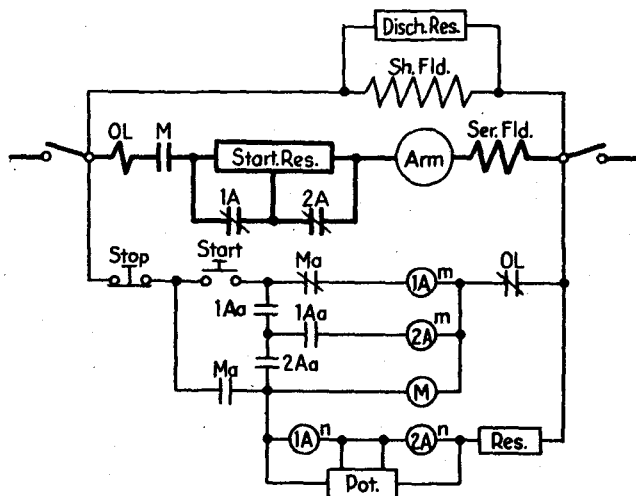 Disch. Res.
Sh. Fld.
OL
M
Start. Res.
Arm
Ser. Fld.
1A
2A
Stop
Start
Ma
1A m
OL
1Aa
1Aa
2A m
2Aa
Ma
M
1A n
2A n
Res.
Pot.